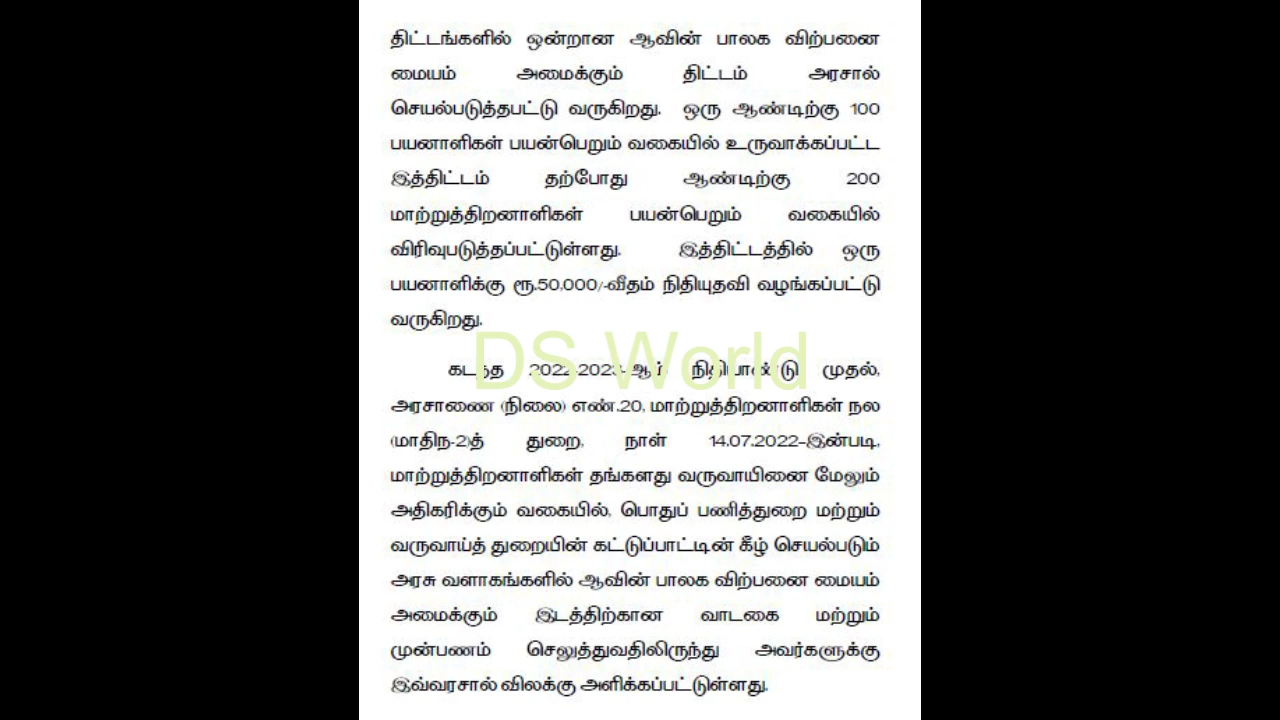 திட்டங்களில் ஒன்றான ஆவின் பாலக விற்பனை
மையம் அமைக்கும் திட்டம் அரசால்
செயல்படுத்தபட்டு வருகிறது. ஒரு ஆண்டிற்கு 100
பயனாளிகள் பயன்பெறும் வகையில் உருவாக்கப்பட்ட
இத்திட்டம் தற்போது ஆண்டிற்கு 200
மாற்றுத்திறனாளிகள் பயன்பெறும் வகையில்
விரிவுபடுத்தப்பட்டுள்ளது. இத்திட்டத்தில் ஒரு
பயனாளிக்கு ரூ.50,000/-வீதம் நிதியுதவி வழங்கப்பட்டு
வருகிறது.
DS World
கடந்த 2022-2023-ஆம் நிதியாண்டு முதல்,
அரசாணை (நிலை) எண்.20, மாற்றுத்திறனாளிகள் நல
(மாதிந-2)த் துறை, நாள் 14.07.2022-இன்படி,
மாற்றுத்திறனாளிகள் தங்களது வருவாயினை மேலும்
அதிகரிக்கும் வகையில், பொதுப் பணித்துறை மற்றும்
வருவாய்த் துறையின் கட்டுப்பாட்டின் கீழ் செயல்படும்
அரசு வளாகங்களில் ஆவின் பாலக விற்பனை மையம்
அமைக்கும் இடத்திற்கான வாடகை மற்றும்
முன்பணம் செலுத்துவதிலிருந்து அவர்களுக்கு
இவ்வரசால் விலக்கு அளிக்கப்பட்டுள்ளது.